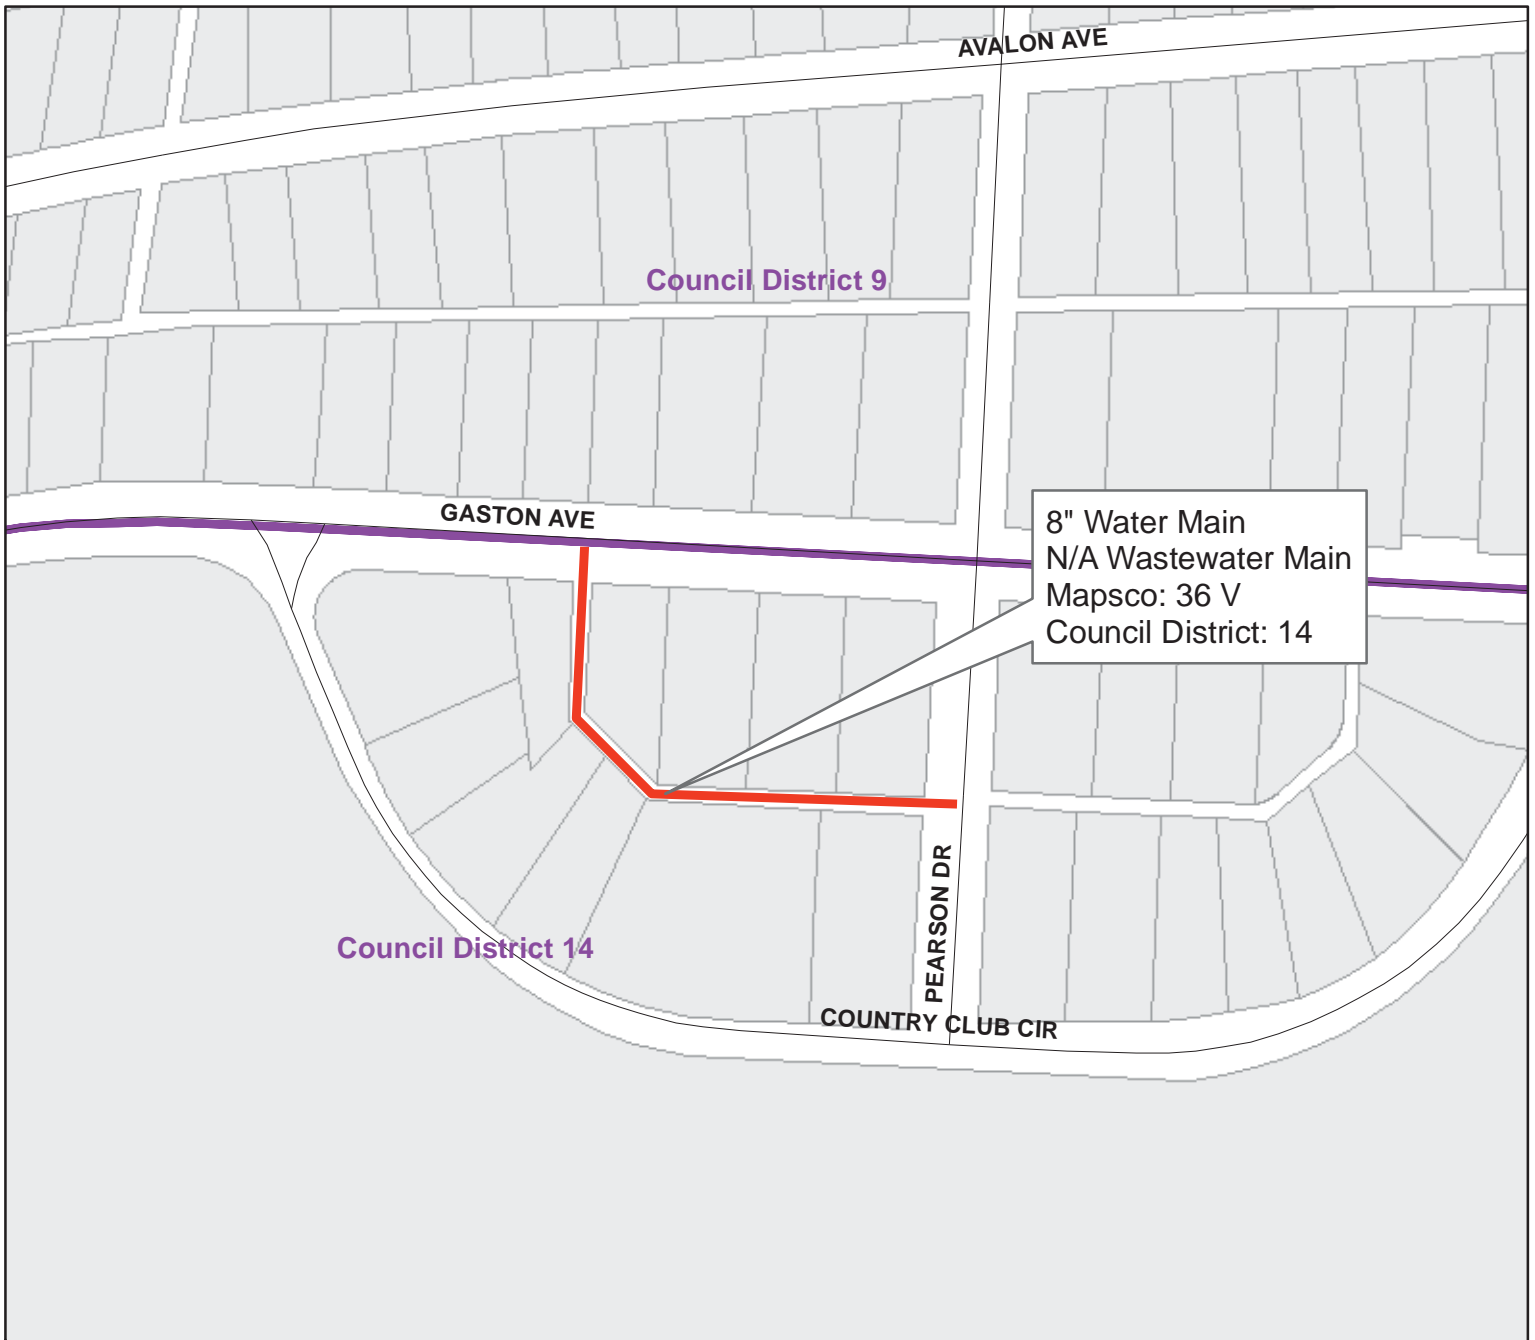 AVALON AVE
Council District 9
GASTON AVE
8" Water Main
N/A Wastewater Main
Mapsco: 36 V
Council District: 14
PEARSON DR
Council District 14
COUNTRY CLUB CIR